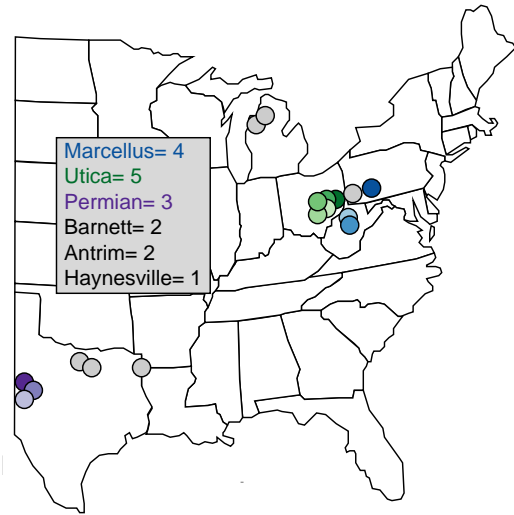 Marcellus= 4
Utica= 5
Permian= 3
Barnett= 2
Antrim= 2
Haynesville= 1